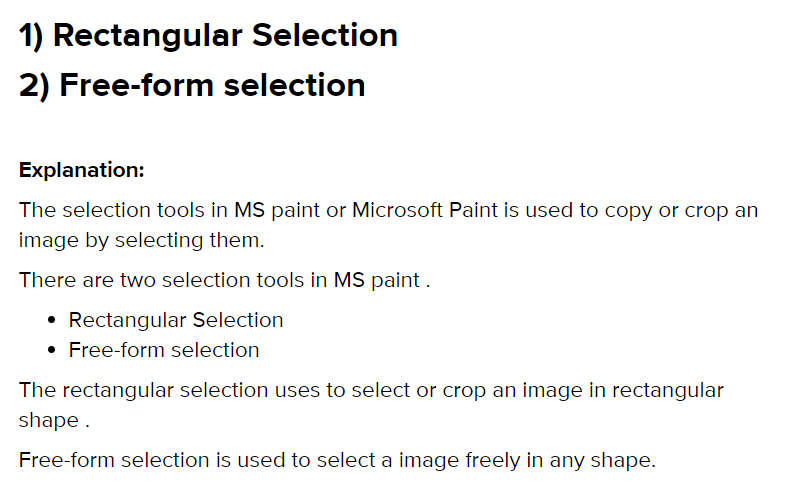 1) Rectangular Selection
2) Free-form selection
Explanation:
The selection tools in MS paint or Microsoft Paint is used to copy or crop an
image by selecting them.
There are two selection tools in MS paint .
• Rectangular Selection
• Free-form selection
The rectangular selection uses to select or crop an image in rectangular
shape .
Free-form selection is used to select a image freely in any shape.